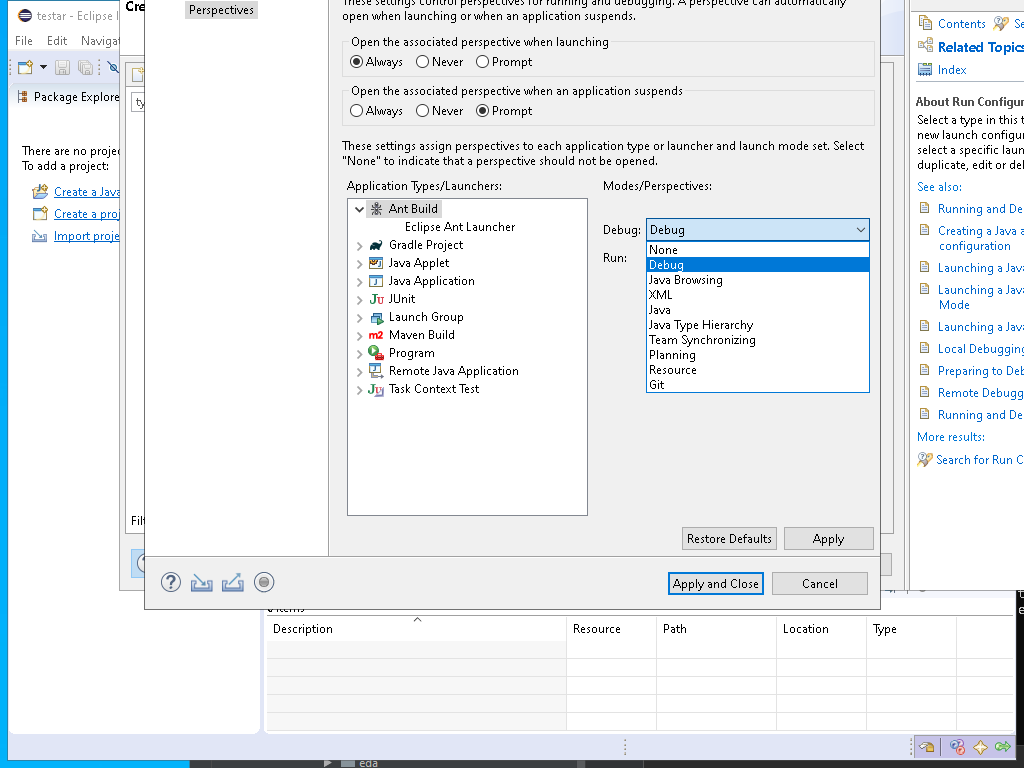 testar - Eclipse I
Cre
Perspectives
These settings control perspectives for running and debugging. A perspective can automatically
open when launching or when an application suspends.
File Edit Navigat
Open the associated perspective when launching
Always Never Prompt
Open the associated perspective when an application suspends
Always Never Prompt
Package Explore
ty
There are no projec
To add a project:
Create a Java
Create a proj
Import proje
These settings assign perspectives to each application type or launcher and launch mode set. Select
"None" to indicate that a perspective should not be opened.
Application Types/Launchers:
Modes/Perspectives:
Ant Build
Eclipse Ant Launcher
Gradle Project
Java Applet
Java Application
JUnit
Launch Group
Maven Build
Program
Remote Java Application
Task Context Test
Debug: Debug
Run:
None
Debug
Java Browsing
XML
Java
Java Type Hierarchy
Team Synchronizing
Planning
Resource
Git
Filt
Restore Defaults Apply
Apply and Close Cancel
Contents Se
Related Topics
Index
About Run Configur
Select a type in this t
new launch configu
select a specific laun
duplicate, edit or del
See also:
Running and De
Creating a Java a
configuration
Launching a Java
Launching a Java
Mode
Launching a Java
Local Debugging
Preparing to Deb
Remote Debugg
Running and De
More results:
Search for Run C
items
Description Resource Path Location Type
eda